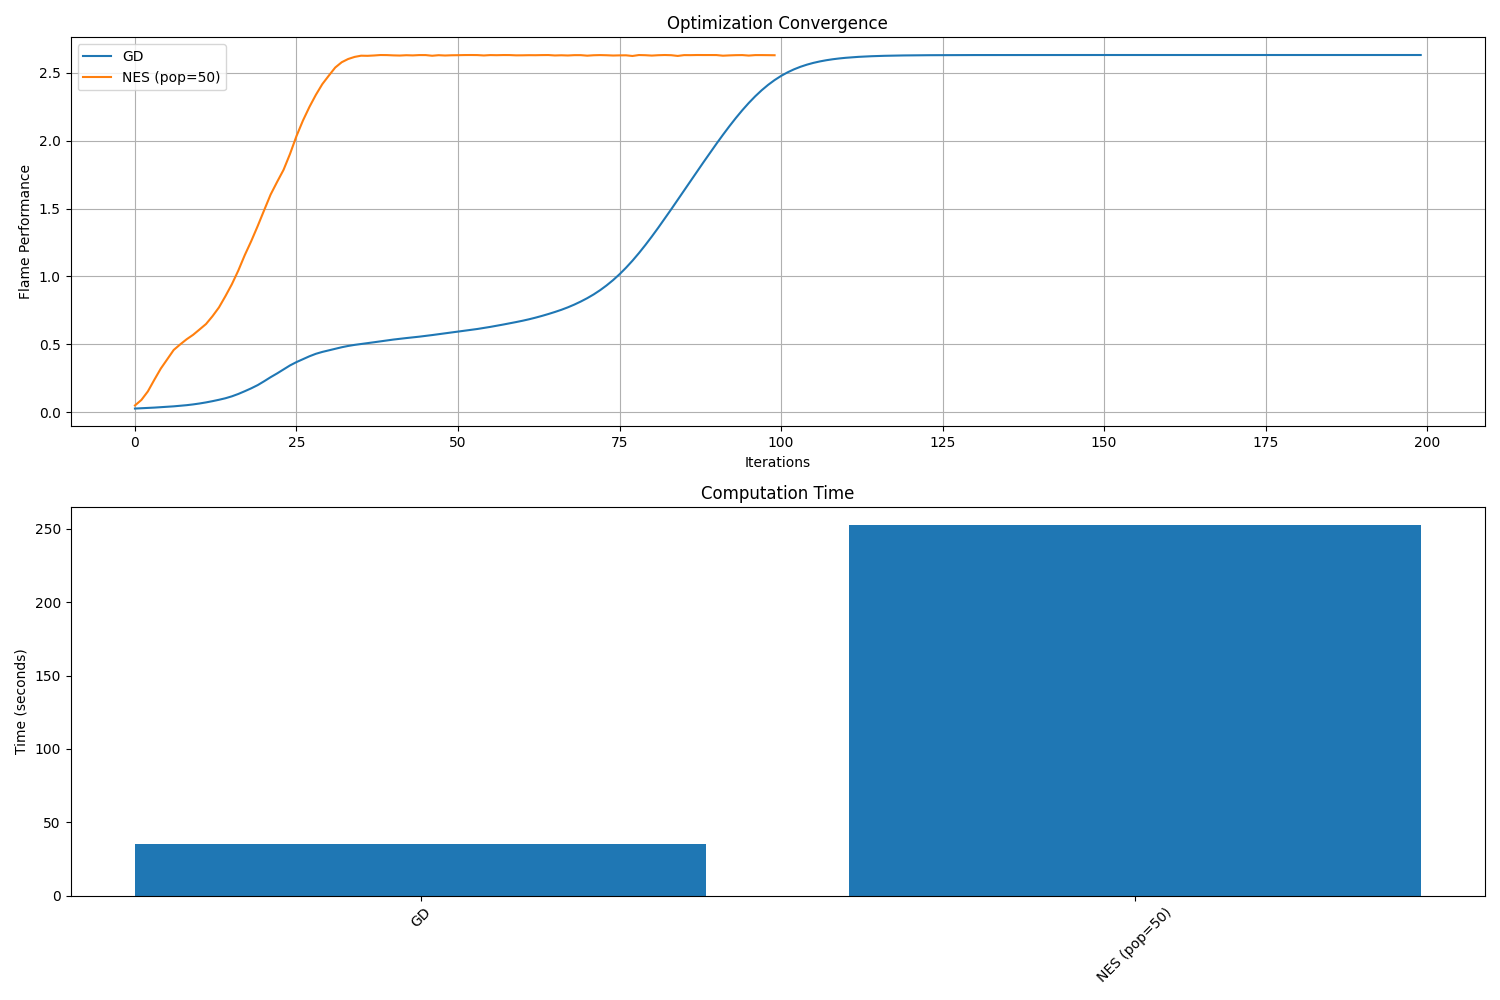 Optimization Convergence
GD
NES (pop=50)
Flame Performance
2.5
2.0
1.5
1.0
0.5
0.0
0 25 50 75 100 125 150 175 200
Iterations
Computation Time
Time (seconds)
250
200
150
100
50
0
GD
NES (pop=50)